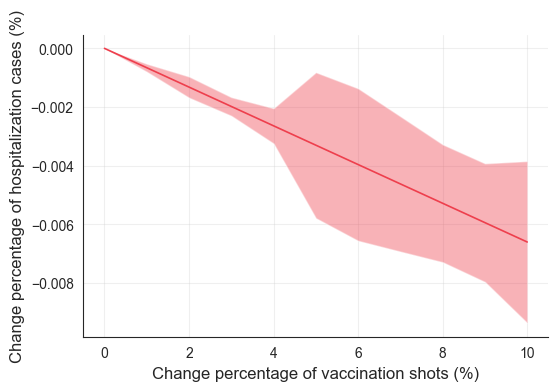 Change percentage of hospitalization cases (%)
0.000
−0.002
−0.004
−0.006
−0.008
0 2 4 6 8 10
Change percentage of vaccination shots (%)